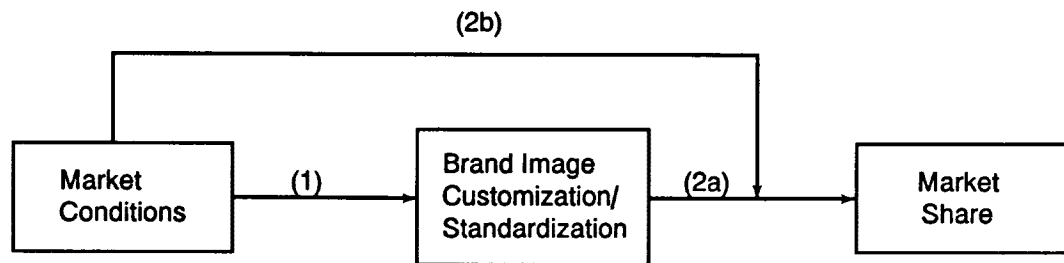 (2b)
Market
Conditions
(1)
Brand Image
Customization/
Standardization
(2a)
Market
Share